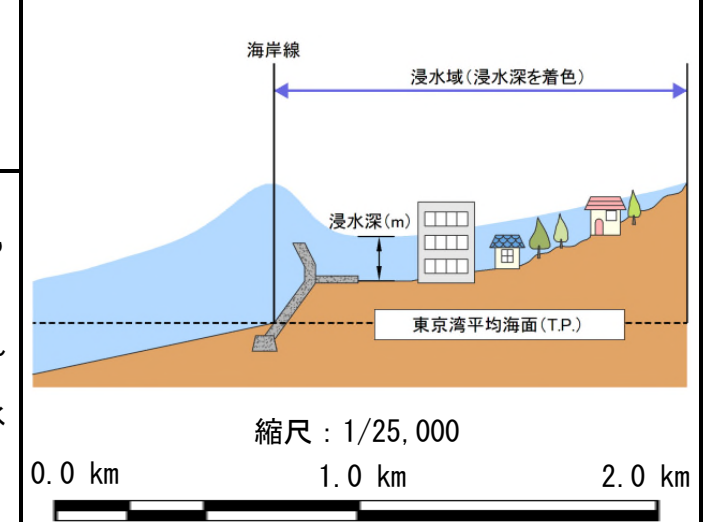 海岸線
浸水域（浸水深を着色）
浸水深（m）
東京湾平均海面（T.P.）
縮尺：1/25,000
0.0 km 1.0 km 2.0 km